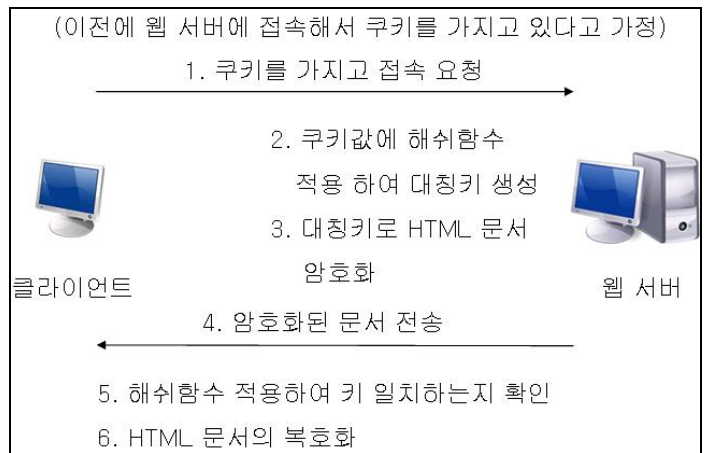 (이전에 웹 서버에 접속해서 쿠키를 가지고 있다고 가정)
1. 쿠키를 가지고 접속 요청
2. 쿠키값에 해쉬함수
적용 하여 대칭키 생성
3. 대칭키로 HTML 문서
암호화
클라이언트
웹 서버
4. 암호화된 문서 전송
5. 해쉬함수 적용하여 키 일치하는지 확인
6. HTML 문서의 복호화